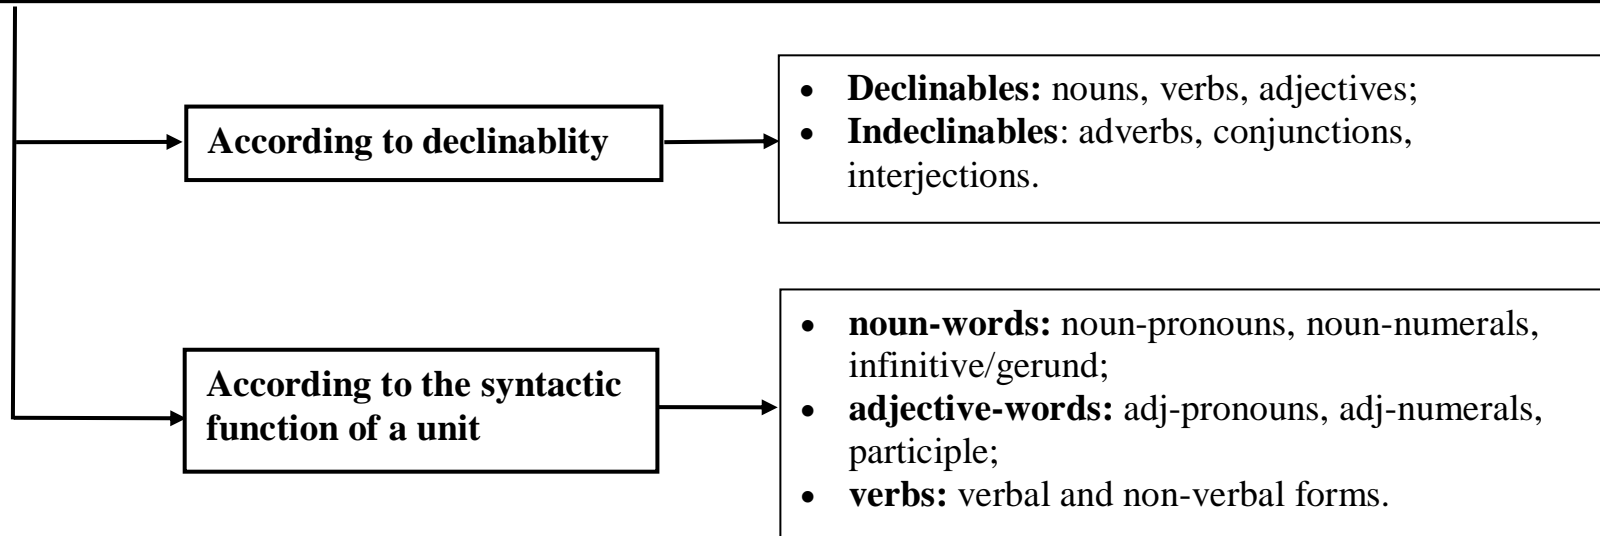 According to declinablity
• Declinables: nouns, verbs, adjectives;
• Indeclinables: adverbs, conjunctions,
interjections.
According to the syntactic
function of a unit
• noun-words: noun-pronouns, noun-numerals,
infinitive/gerund;
• adjective-words: adj-pronouns, adj-numerals,
participle;
• verbs: verbal and non-verbal forms.